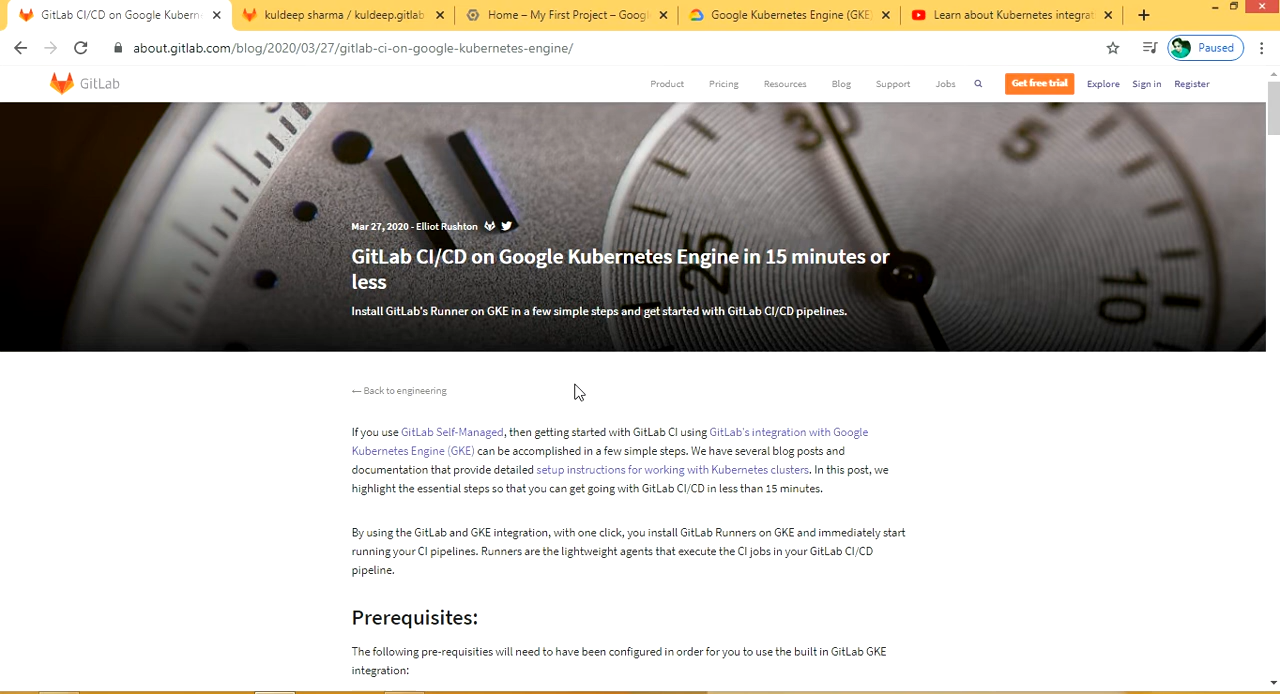 GitLab CI/CD on Google Kubern
kuldeep sharma / kuldeep.gitlab
Home – My First Project – Googl
Google Kubernetes Engine (GKE)
Learn about Kubernetes integrat
about.gitlab.com/blog/2020/03/27/gitlab-ci-on-google-kubernetes-engine/
Paused
GitLab
Product
Pricing
Resources
Blog
Support
Jobs
Get free trial
Explore
Sign in
Register
30
5
25
10
Mar 27, 2020 - Elliot Rushton
GitLab CI/CD on Google Kubernetes Engine in 15 minutes or
less
Install GitLab's Runner on GKE in a few simple steps and get started with GitLab CI/CD pipelines.
← Back to engineering
If you use GitLab Self-Managed, then getting started with GitLab CI using GitLab's integration with Google
Kubernetes Engine (GKE) can be accomplished in a few simple steps. We have several blog posts and
documentation that provide detailed setup instructions for working with Kubernetes clusters. In this post, we
highlight the essential steps so that you can get going with GitLab CI/CD in less than 15 minutes.
By using the GitLab and GKE integration, with one click, you install GitLab Runners on GKE and immediately start
running your CI pipelines. Runners are the lightweight agents that execute the CI jobs in your GitLab CI/CD
pipeline.
Prerequisites:
The following pre-requisities will need to have been configured in order for you to use the built in GitLab GKE
integration: